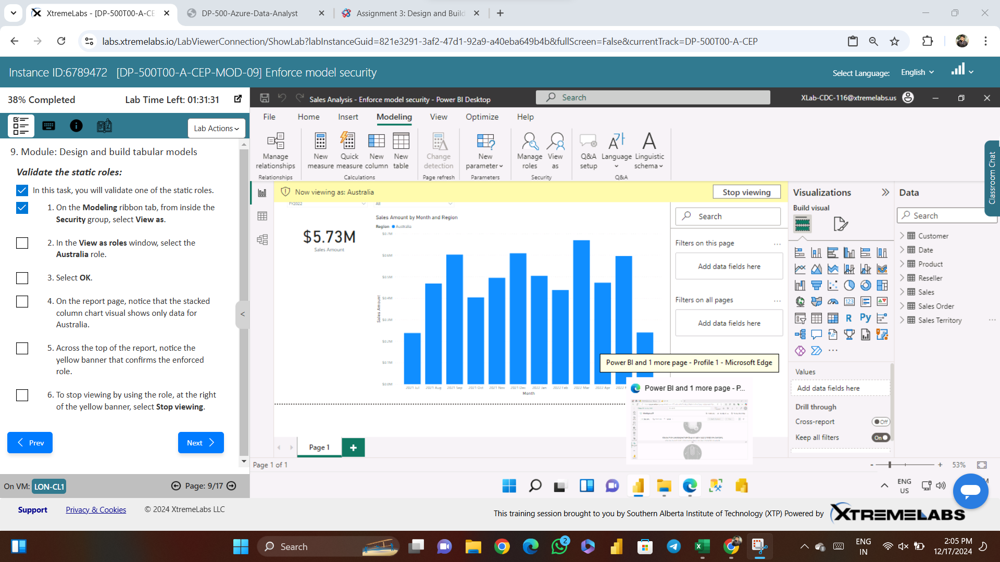 XtremeLabs - [DP-500T00-A-CE
DP-500-Azure-Data-Analyst
Assignment 3: Design and Build
labs.xtremelabs.io/LabViewerConnection/ShowLab?labInstanceGuid=821e3291-3af2-47d1-92a9-a40eba649b4b&fullScreen=False&currentTrack=DP-500T00-A-CEP
Instance ID:6789472 [DP-500T00-A-CEP-MOD-09] Enforce model security
Select Language: English
38% Completed
Lab Time Left: 01:31:31
Lab Actions
9. Module: Design and build tabular models
Validate the static roles:
In this task, you will validate one of the static roles.
1. On the Modeling ribbon tab, from inside the
Security group, select View as.
2. In the View as roles window, select the
Australia role.
3. Select OK.
4. On the report page, notice that the stacked
column chart visual shows only data for
Australia.
5. Across the top of the report, notice the
yellow banner that confirms the enforced
role.
6. To stop viewing by using the role, at the right
of the yellow banner, select Stop viewing.
Prev
Next
On VM: LON-CL1
Page: 9/17
Sales Analysis - Enforce model security - Power BI Desktop
Search
XLab-CDC-116@xtremelabs.us
File Home Insert Modeling View Optimize Help
Manage relationships
New measure
Quick measure
New column
New table
Change detection
New parameter
Manage roles
View as
Q&A setup
Language
Linguistic schema
Relationships
Calculations
Page refresh
Parameters
Security
Q&A
Now viewing as: Australia
Stop viewing
FY2022
All
$5.73M
Sales Amount
Sales Amount by Month and Region
Region Australia
$0.7M
$0.6M
$0.5M
$0.4M
$0.3M
$0.2M
$0.1M
$0.0M
Sales Amount
2021 Jul 2021 Aug 2021 Sep 2021 Oct 2021 Nov 2021 Dec 2022 Jan 2022 Feb 2022 Mar 2022 Apr 2022
Month
Search
Filters on this page
Add data fields here
Filters on all pages
Add data fields here
Power BI and 1 more page - Profile 1 - Microsoft Edge
Power BI and 1 more page - P...
Visualizations
Build visual
123
R Py
Values
Add data fields here
Drill through
Cross-report
Off
Keep all filters
On
Data
Search
Customer
Date
Product
Reseller
Sales
Sales Order
Sales Territory
Classroom Chat
Page 1
Page 1 of 1
53%
ENG
US
Support
Privacy & Cookies
© 2024 XtremeLabs LLC
This training session brought to you by Southern Alberta Institute of Technology (XTP) Powered by
XTREMELABS
Search
2
ENG
IN
2:05 PM
12/17/2024